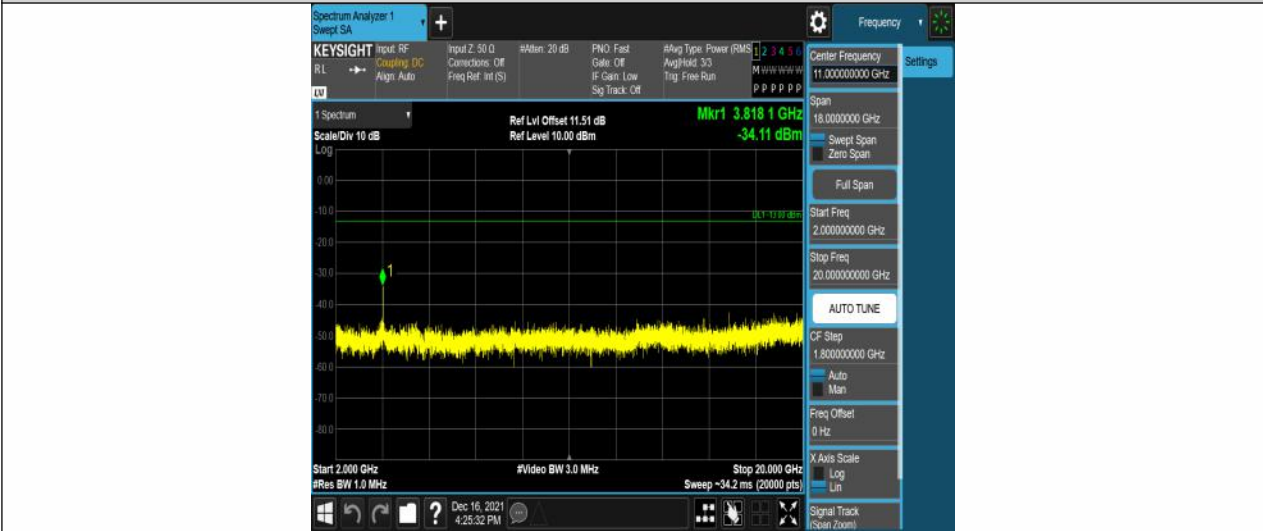 Spectrum Analyzer 1
Swept SA
+
Frequency
KEYSIGHT
RL
LV
Input: RF
Coupling: DC
Align: Auto
Input Z: 50 Ω
Corrections: Off
Freq Ref: Int (S)
#Atten: 20 dB
PNO: Fast
Gate: Off
IF Gain: Low
Sig Track: Off
#Avg Type: Power (RMS
Avg|Hold: 3/3
Trig: Free Run
1 2 3 4 5 6
M W W W W W
P P P P P P
Center Frequency
11.000000000 GHz
Settings
Span
18.0000000 GHz
Swept Span
Zero Span
Full Span
Start Freq
2.000000000 GHz
Stop Freq
20.000000000 GHz
AUTO TUNE
CF Step
1.800000000 GHz
Auto
Man
Freq Offset
0 Hz
X Axis Scale
Log
Lin
Signal Track
(Span Zoom)
1 Spectrum
Scale/Div 10 dB
Log
Ref Lvl Offset 11.51 dB
Ref Level 10.00 dBm
Mkr1 3.818 1 GHz
-34.11 dBm
0.00
-10.0
DL1 -13.00 dBm
-20.0
-30.0
1
-40.0
-50.0
-60.0
-70.0
-80.0
Start 2.000 GHz
#Res BW 1.0 MHz
#Video BW 3.0 MHz
Stop 20.000 GHz
Sweep ~34.2 ms (20000 pts)
?
Dec 16, 2021
4:25:32 PM